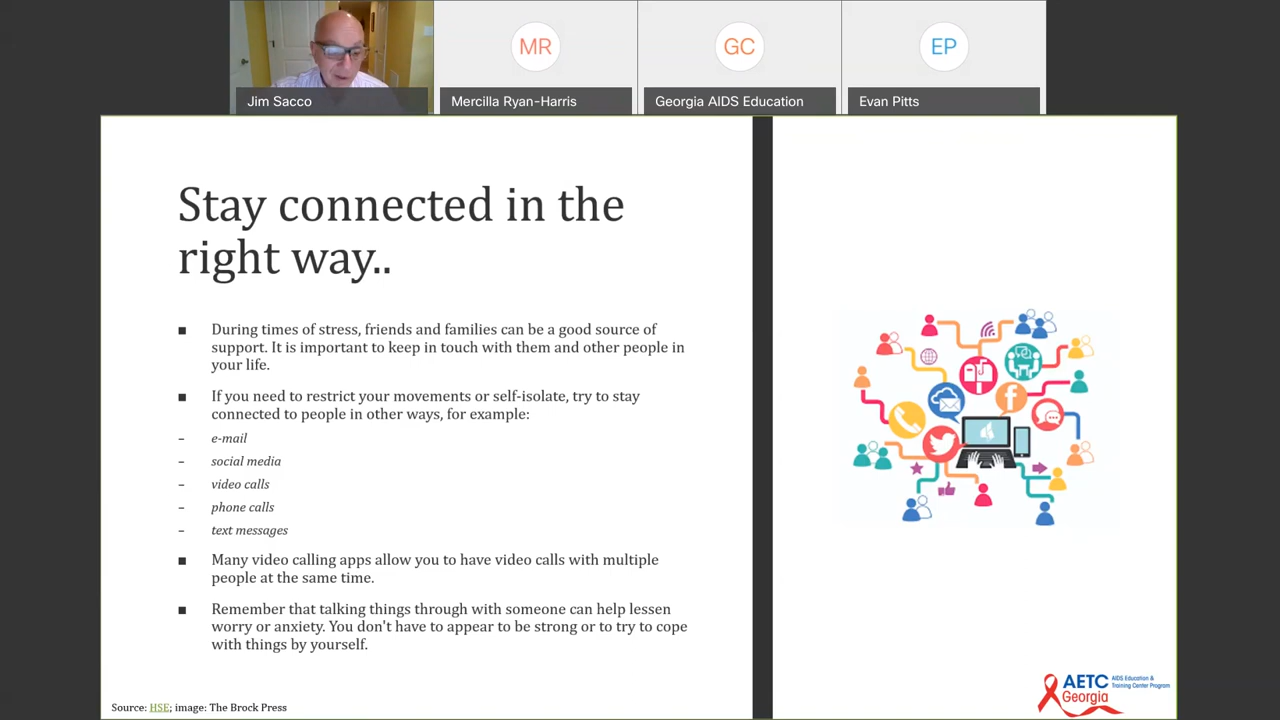 MR
GC
EP
Jim Sacco
Mercilla Ryan-Harris
Georgia AIDS Education
Evan Pitts
Stay connected in the
right way..
■ During times of stress, friends and families can be a good source of
support. It is important to keep in touch with them and other people in
your life.
■ If you need to restrict your movements or self-isolate, try to stay
connected to people in other ways, for example:
– e-mail
– social media
– video calls
– phone calls
– text messages
■ Many video calling apps allow you to have video calls with multiple
people at the same time.
■ Remember that talking things through with someone can help lessen
worry or anxiety. You don't have to appear to be strong or to try to cope
with things by yourself.
Source: HSE; image: The Brock Press
AETC AIDS Education &
Training Center Program
Georgia